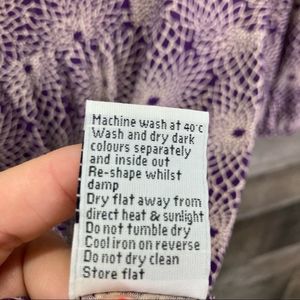 Machine wash at 40°C
Wash and dry dark
colours separately
and inside out
Re-shape whilst
damp
Dry flat away from
direct heat & sunlight
Do not tumble dry
Cool iron on reverse
Do not dry clean
Store flat